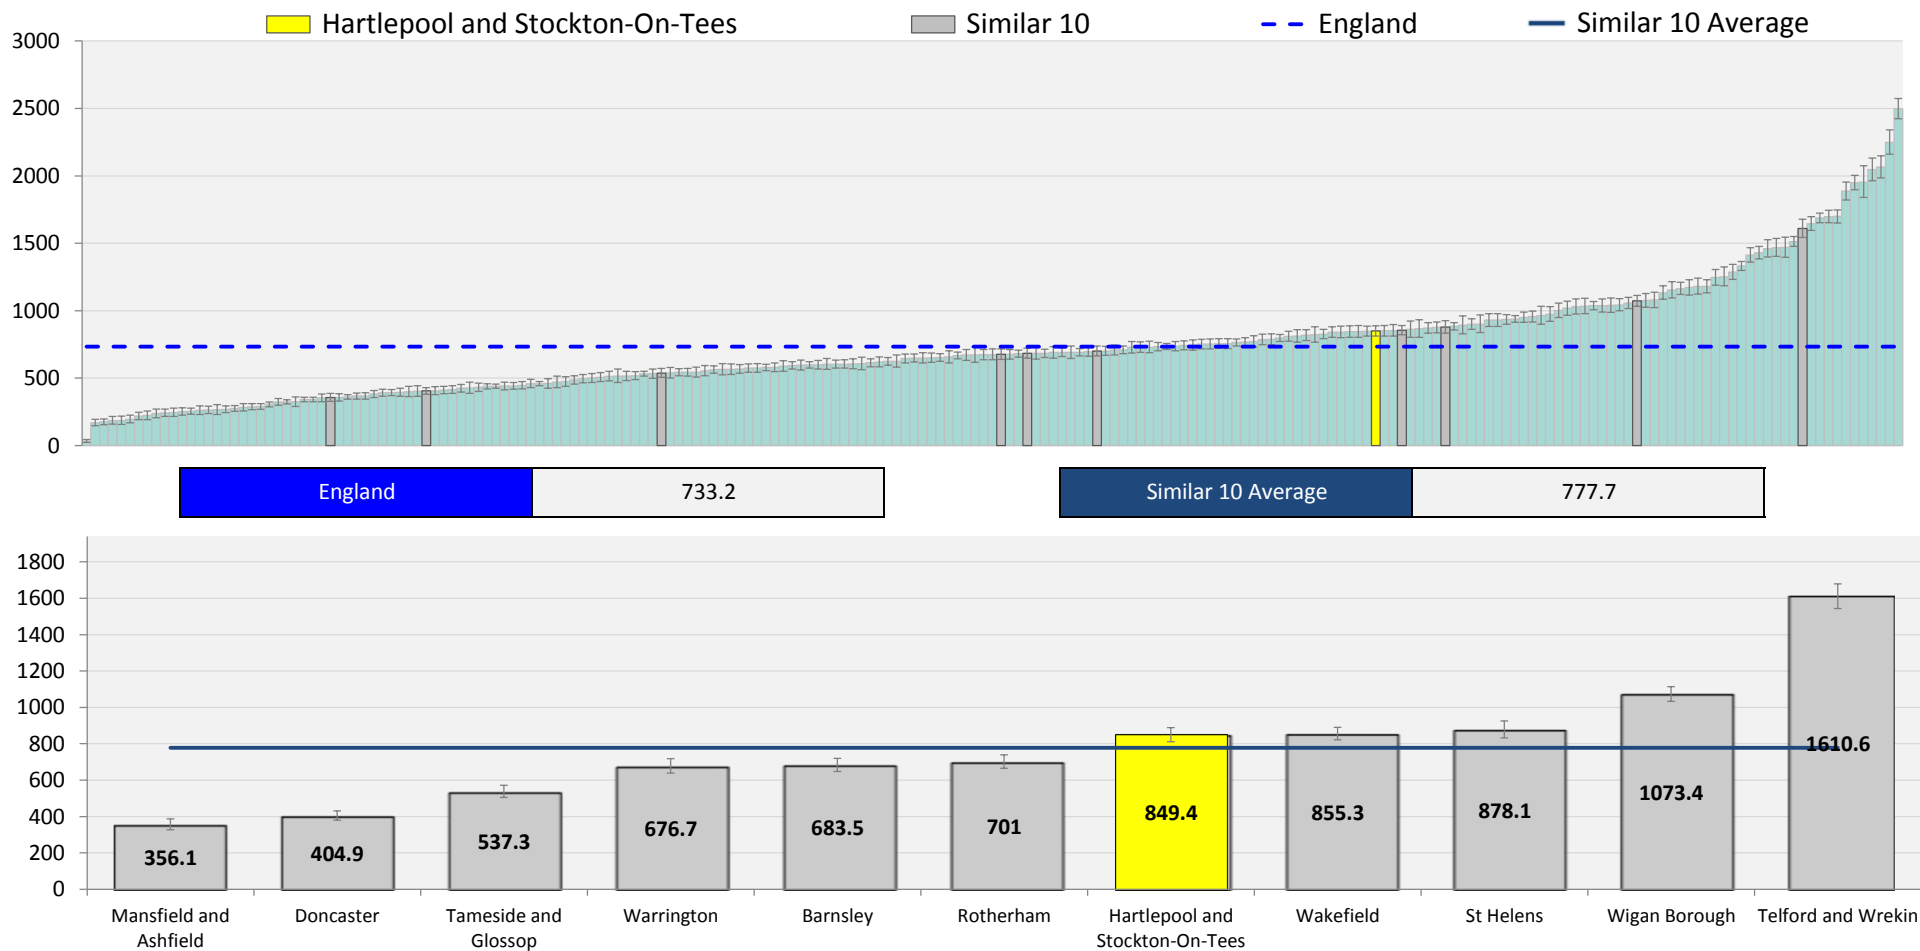 Hartlepool and Stockton-On-Tees
Similar 10
England
Similar 10 Average
3000
2500
2000
1500
1000
500
0
England 733.2
Similar 10 Average 777.7
1800
1600
1400
1200
1000
800
600
400
200
0
356.1
404.9
537.3
676.7
683.5
701
849.4
855.3
878.1
1073.4
1610.6
Mansfield and
Ashfield
Doncaster
Tameside and
Glossop
Warrington
Barnsley
Rotherham
Hartlepool and
Stockton-On-Tees
Wakefield
St Helens
Wigan Borough
Telford and Wrekin